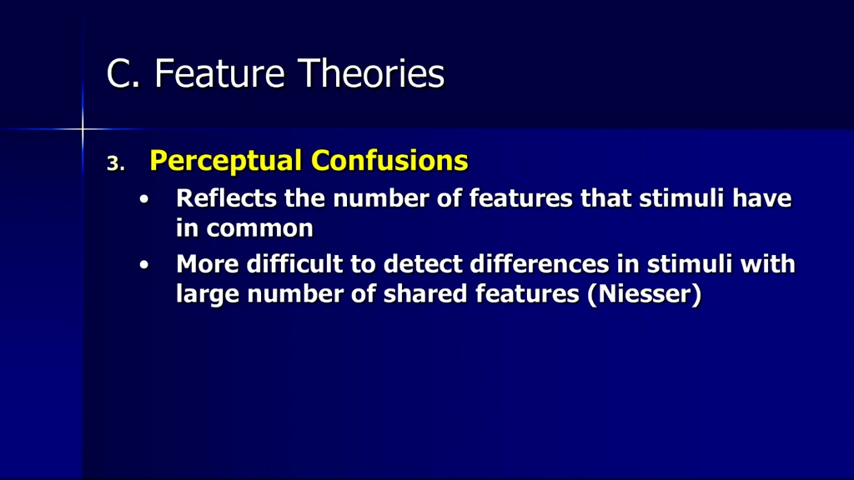 C. Feature Theories
3. Perceptual Confusions
• Reflects the number of features that stimuli have
in common
• More difficult to detect differences in stimuli with
large number of shared features (Niesser)